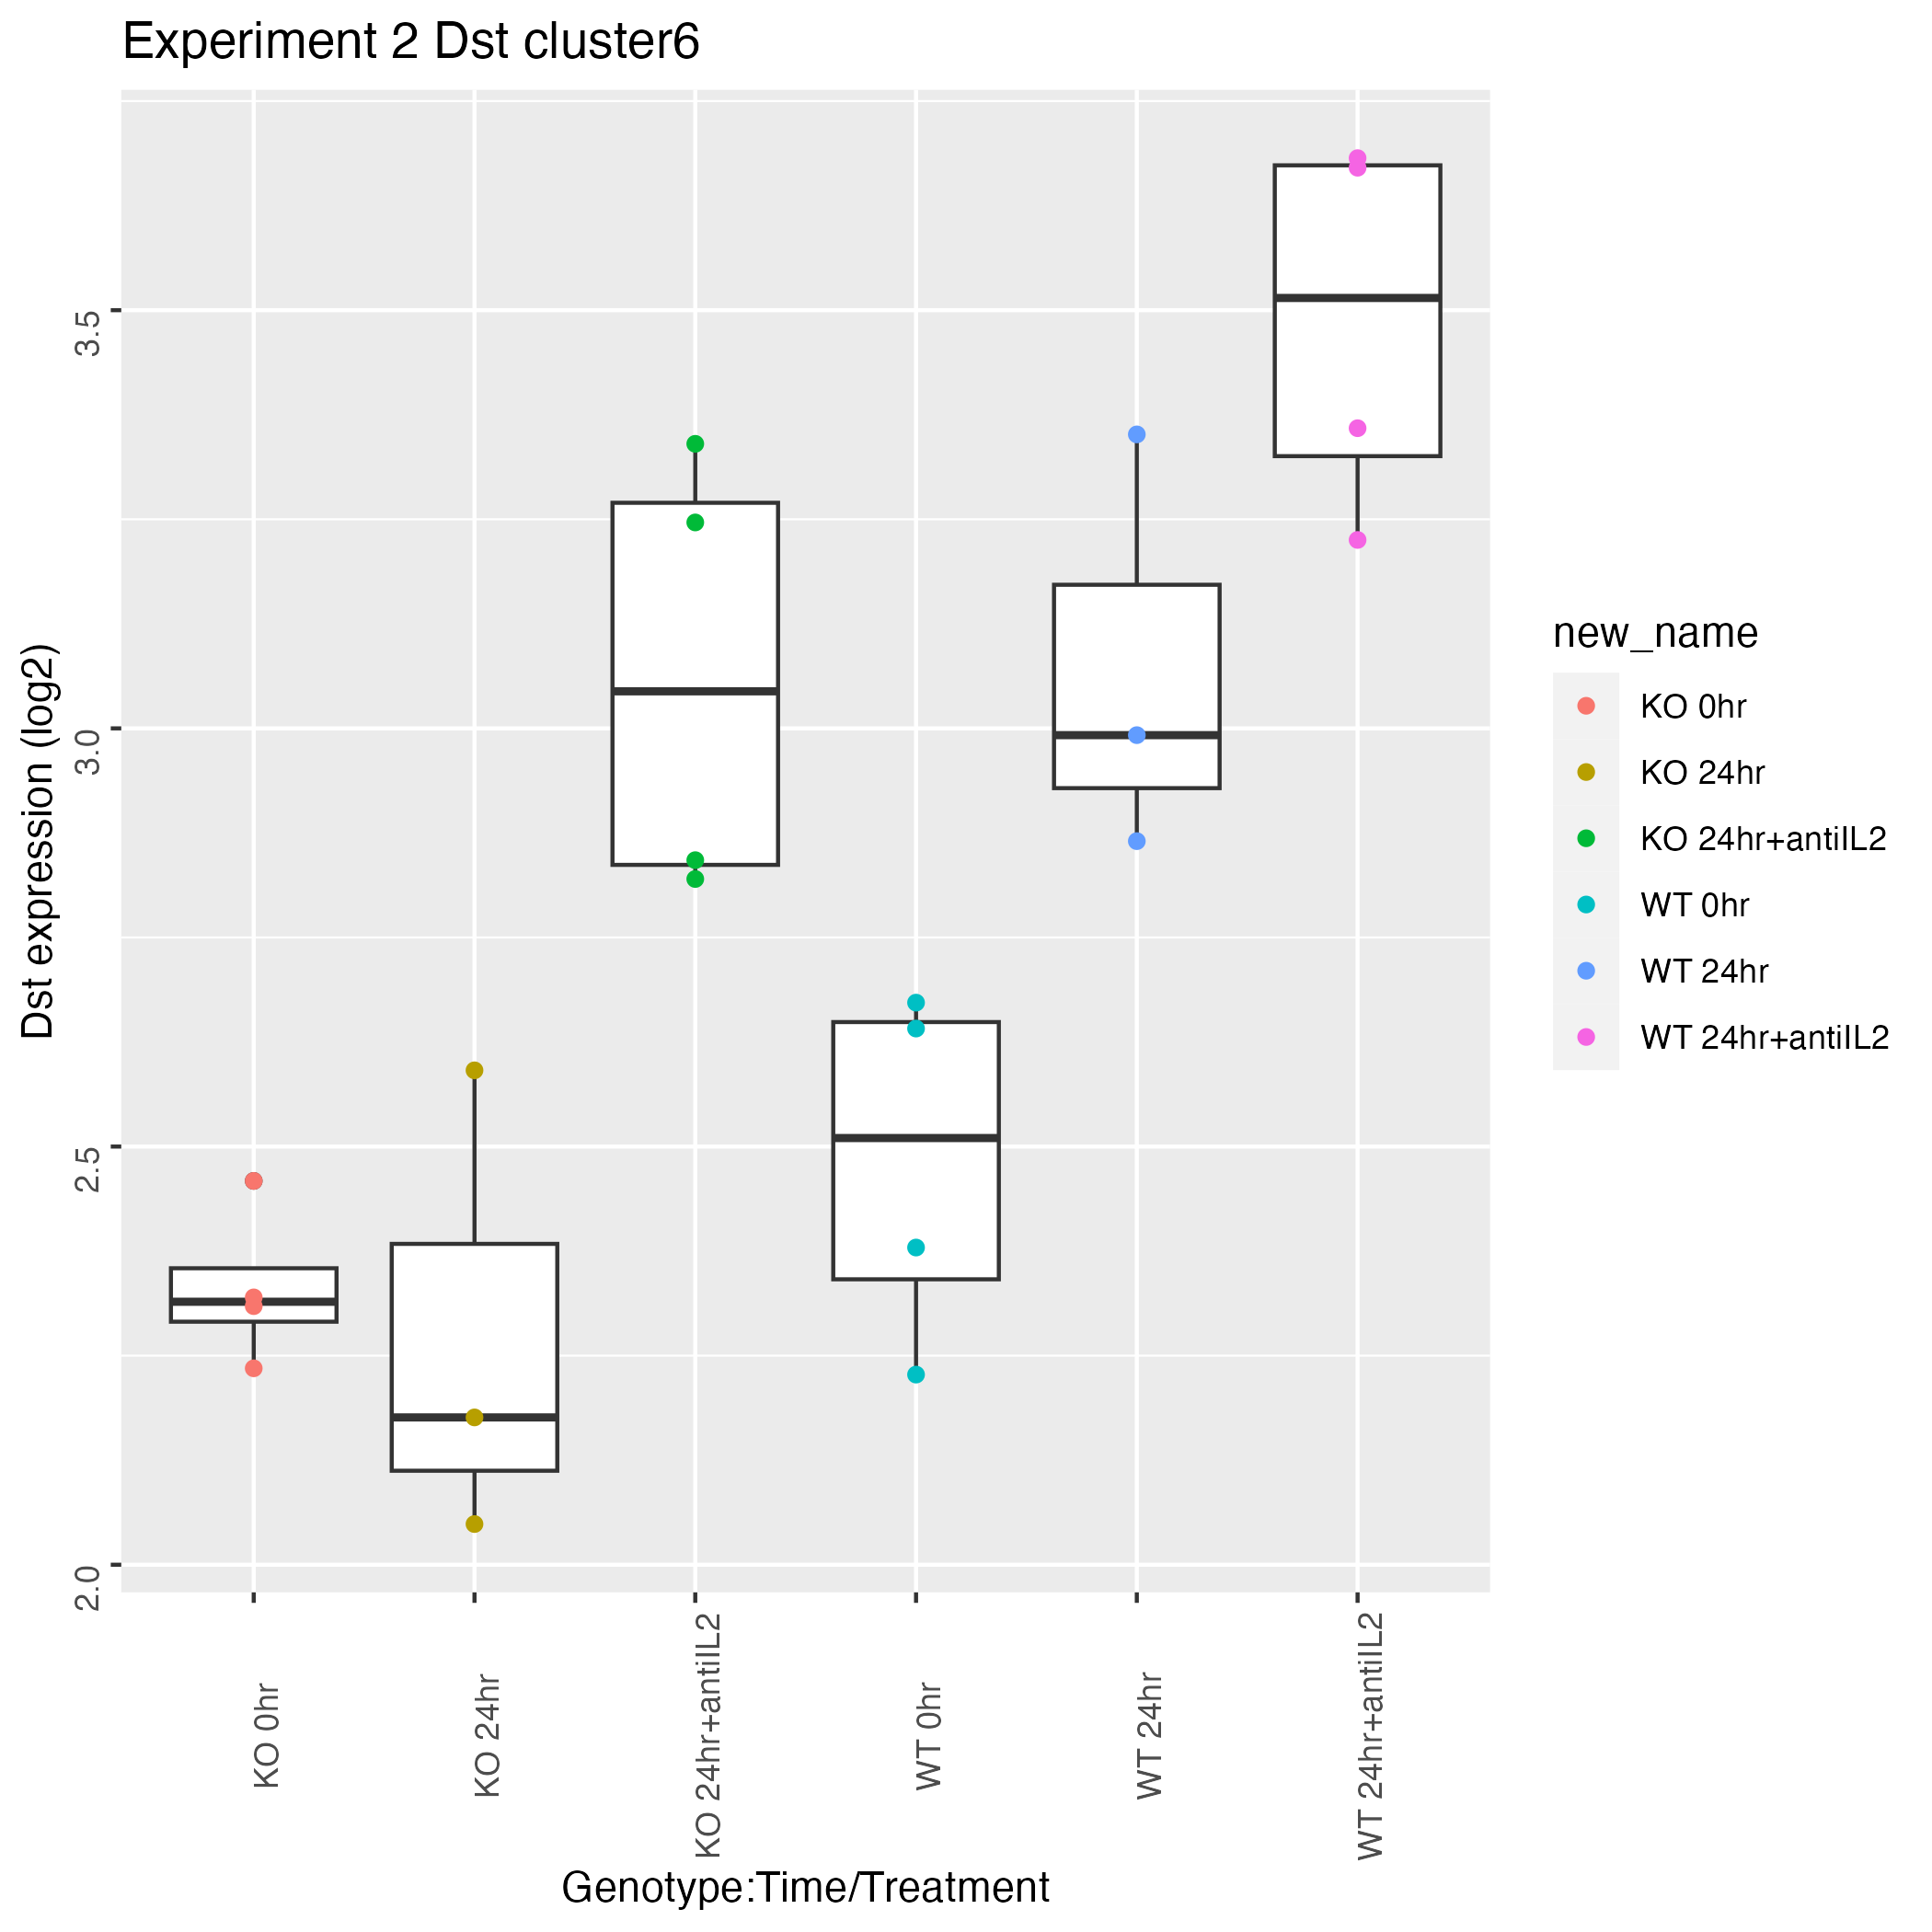 Experiment 2 Dst cluster6
Dst expression (log2)
3.5
3.0
2.5
2.0
KO 0hr
KO 24hr
KO 24hr+antiIL2
WT 0hr
WT 24hr
WT 24hr+antiIL2
Genotype:Time/Treatment
new_name
KO 0hr
KO 24hr
KO 24hr+antiIL2
WT 0hr
WT 24hr
WT 24hr+antiIL2